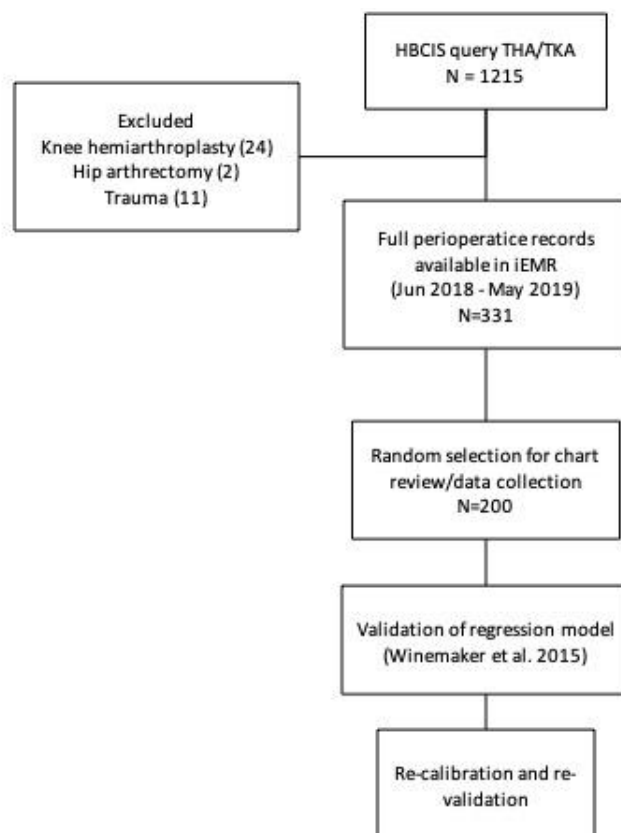 HBCIS query THA/TKA
N = 1215
Excluded
Knee hemiarthroplasty (24)
Hip arthrectomy (2)
Trauma (11)
Full perioperatice records
available in iEMR
(Jun 2018 - May 2019)
N=331
Random selection for chart
review/data collection
N=200
Validation of regression model
(Winemaker et al. 2015)
Re-calibration and re-
validation